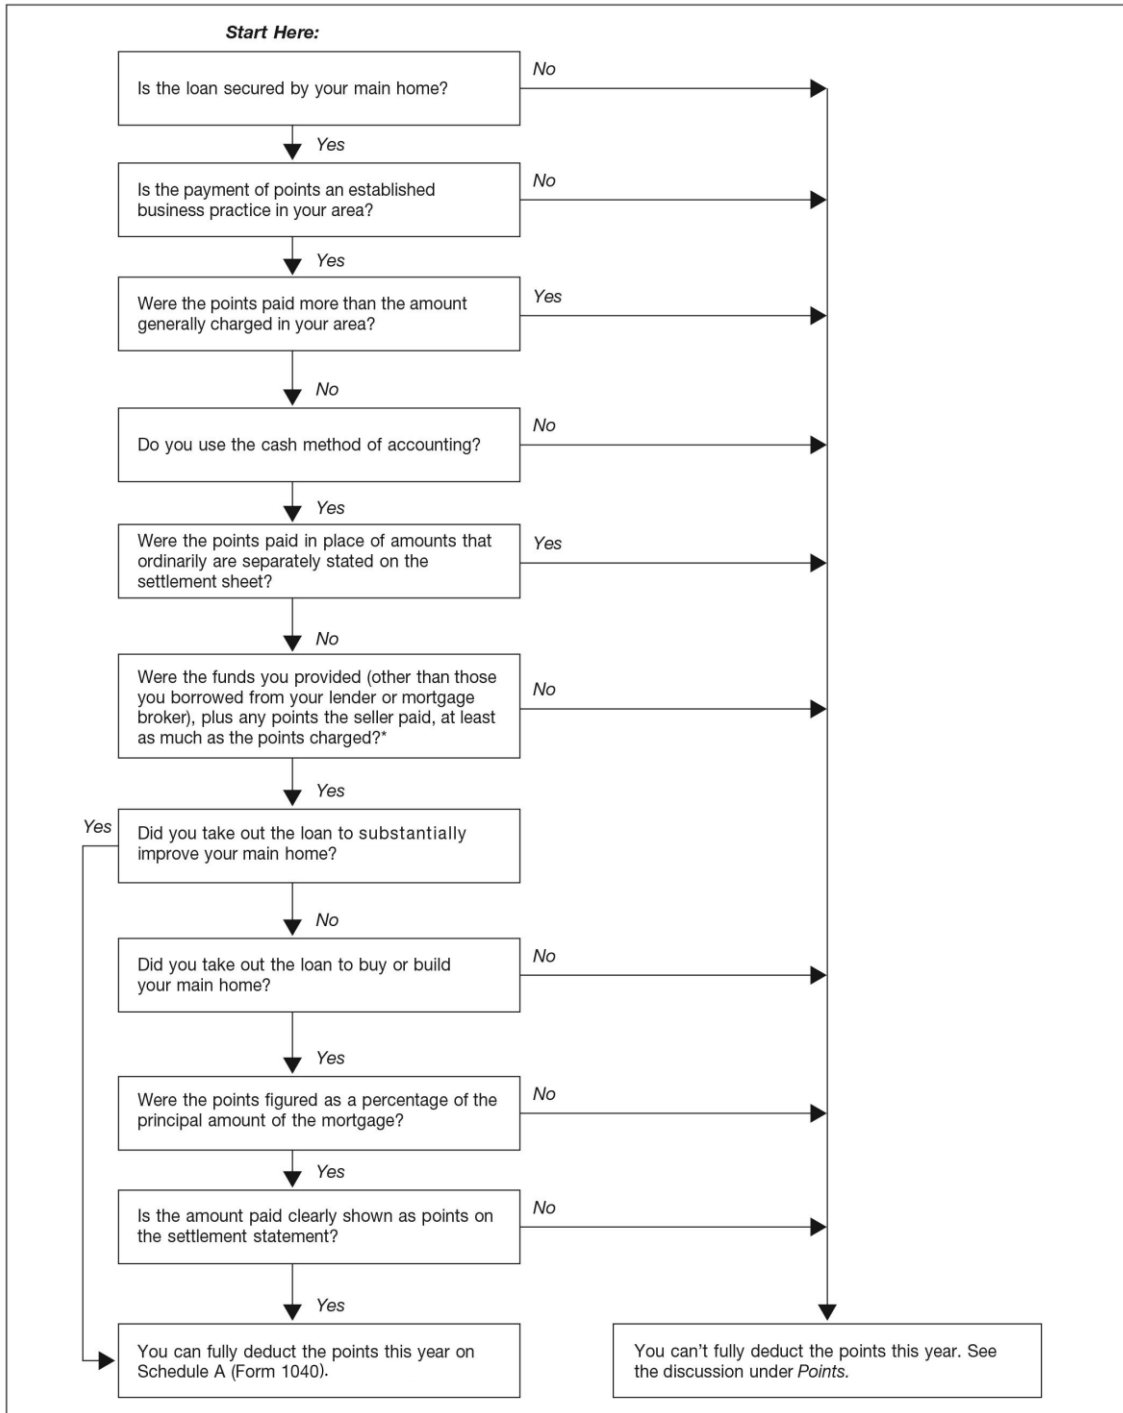 Start Here:
Is the loan secured by your main home?
No
Yes
Is the payment of points an established
business practice in your area?
No
Yes
Were the points paid more than the amount
generally charged in your area?
Yes
No
Do you use the cash method of accounting?
No
Yes
Were the points paid in place of amounts that
ordinarily are separately stated on the
settlement sheet?
Yes
No
Were the funds you provided (other than those
you borrowed from your lender or mortgage
broker), plus any points the seller paid, at least
as much as the points charged?*
No
Yes
Yes
Did you take out the loan to substantially
improve your main home?
No
Did you take out the loan to buy or build
your main home?
No
Yes
Were the points figured as a percentage of the
principal amount of the mortgage?
No
Yes
Is the amount paid clearly shown as points on
the settlement statement?
No
Yes
You can fully deduct the points this year on
Schedule A (Form 1040).
You can't fully deduct the points this year. See
the discussion under Points.